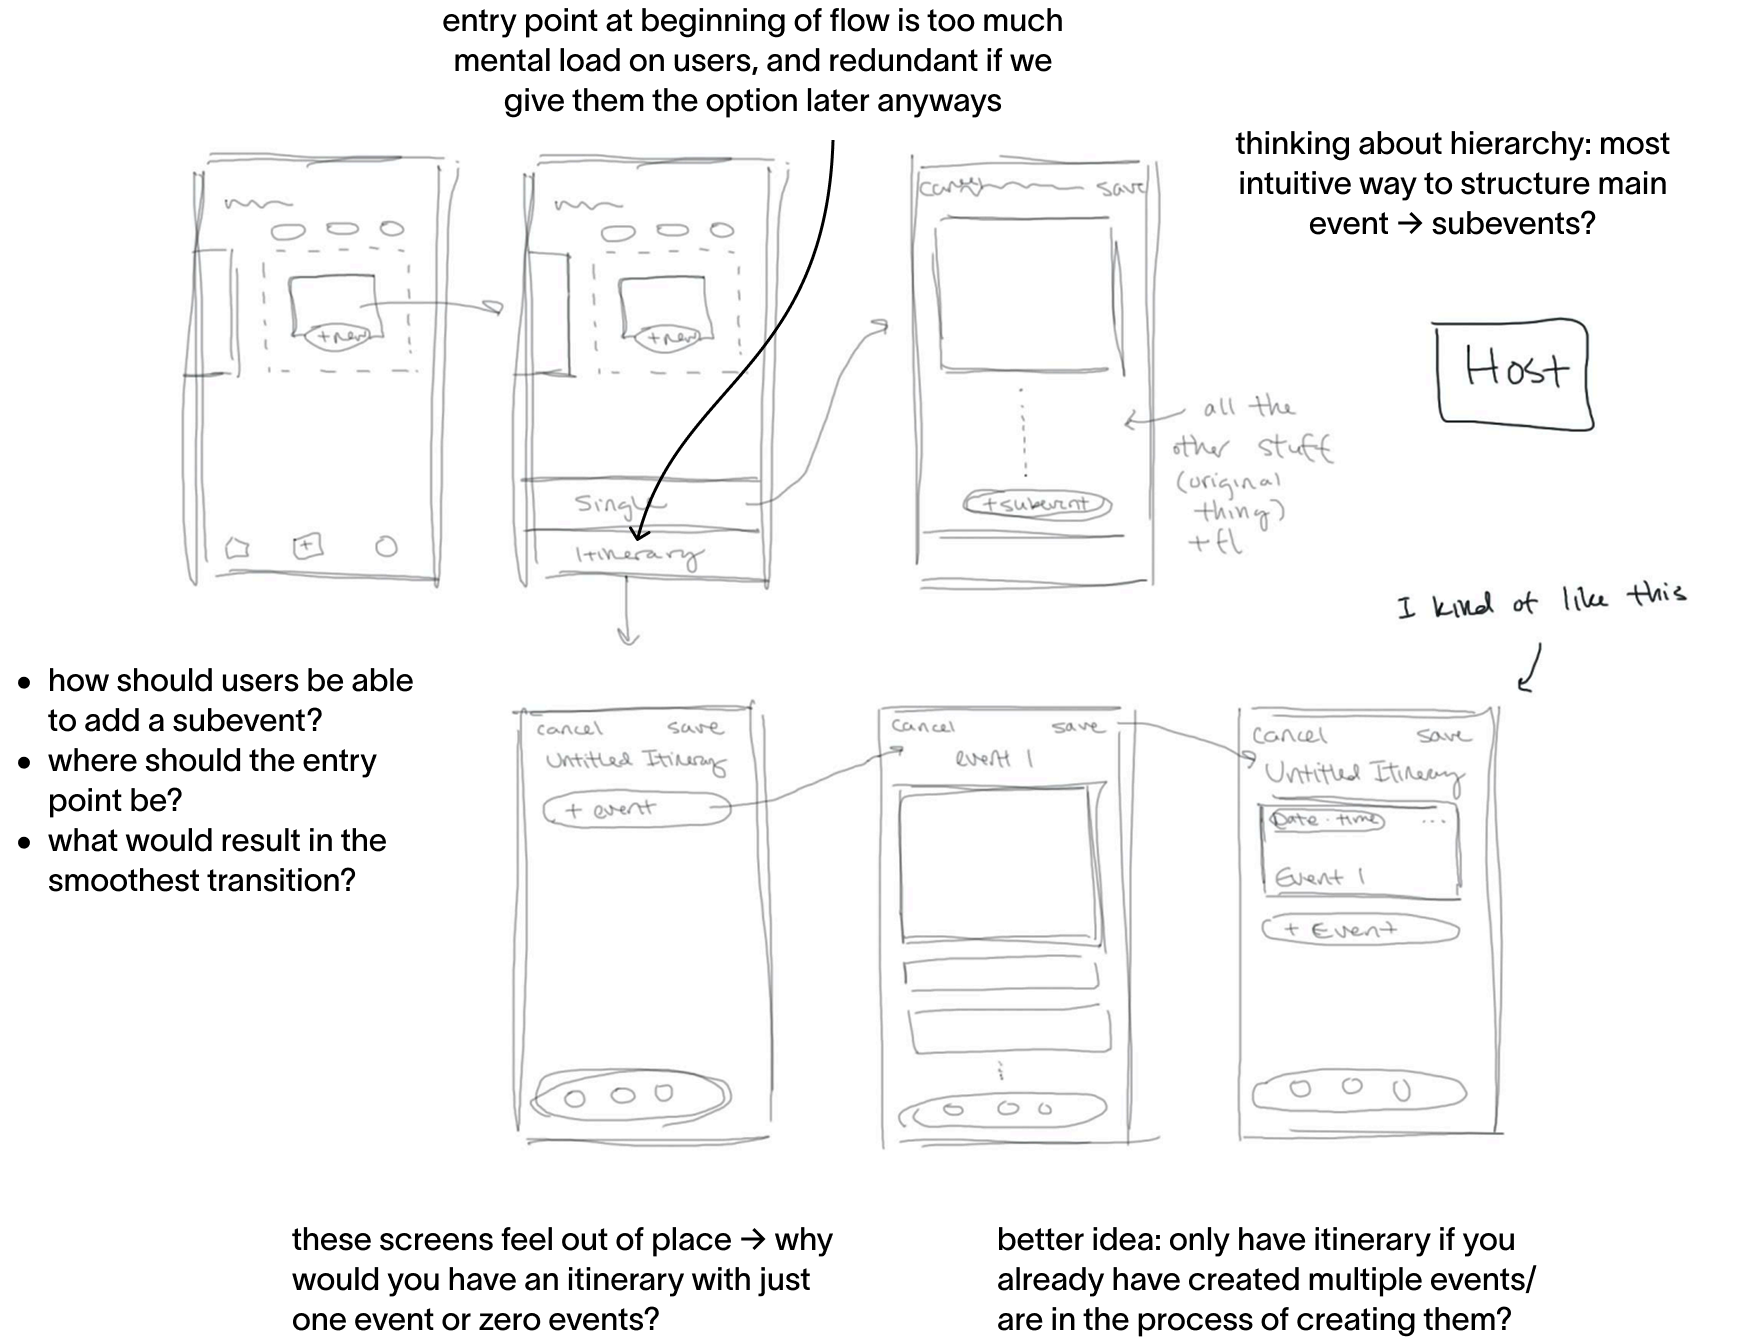 entry point at beginning of flow is too much
mental load on users, and redundant if we
give them the option later anyways
thinking about hierarchy: most
intuitive way to structure main
event → subevents?
+new
+new
Single
Itinerary
save
+subevent
all the
other stuff
(original
thing)
Host
I kind of like this
• how should users be able
to add a subevent?
• where should the entry
point be?
• what would result in the
smoothest transition?
cancel save
Untitled Itinerary
+ event
cancel save
event 1
cancel save
Untitled Itinerary
Date · time ...
Event 1
+ Event
these screens feel out of place → why
would you have an itinerary with just
one event or zero events?
better idea: only have itinerary if you
already have created multiple events/
are in the process of creating them?